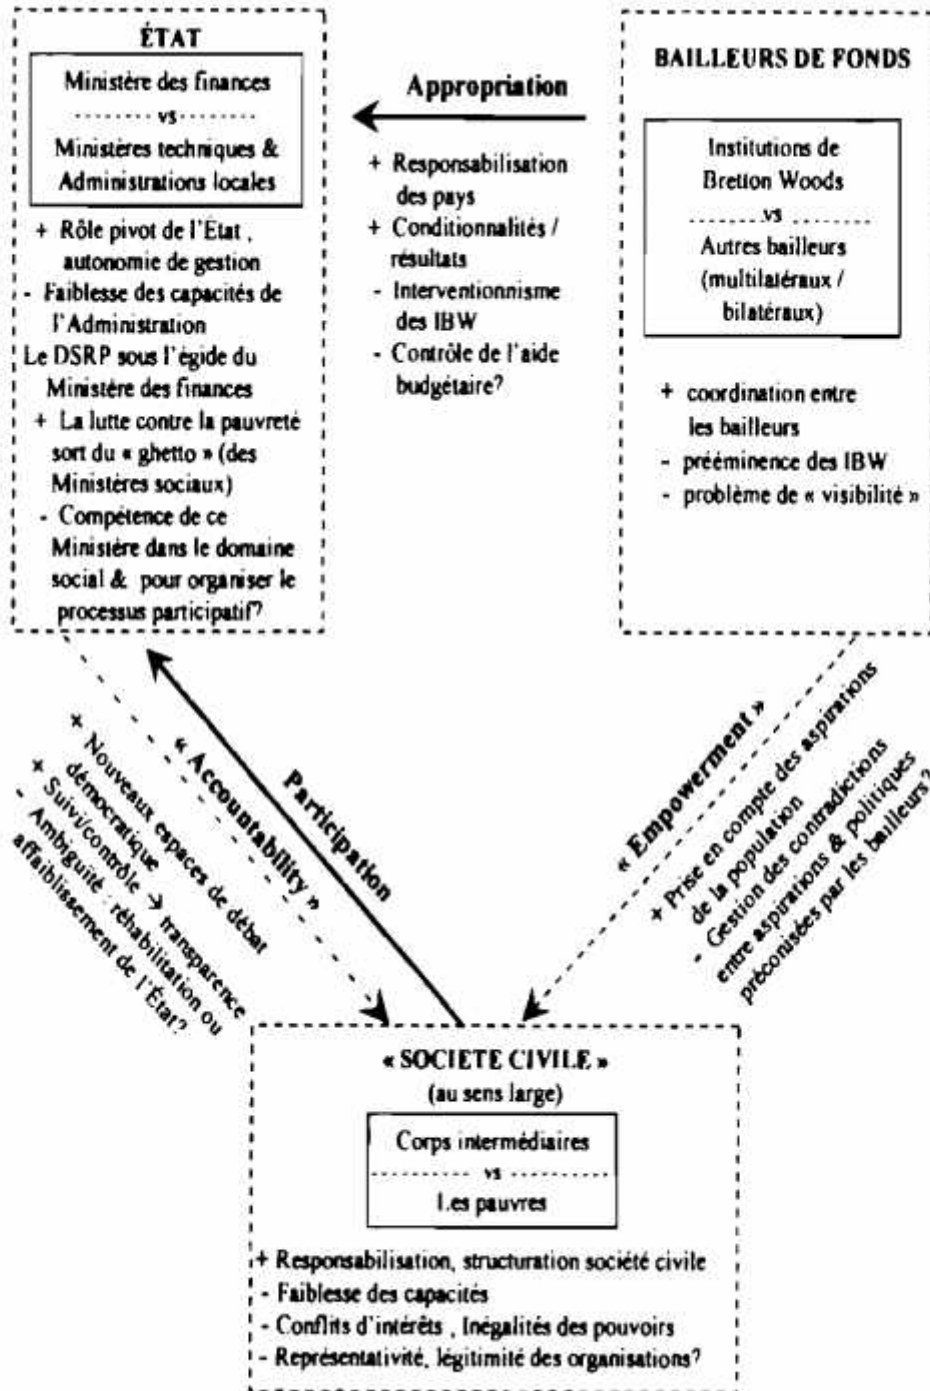 ÉTAT
Ministère des finances
vs
Ministères techniques &
Administrations locales
+ Rôle pivot de l'État ,
autonomie de gestion
- Faiblesse des capacités de
l'Administration
Le DSRP sous l'égide du
Ministère des finances
+ La lutte contre la pauvreté
sort du « ghetto » (des
Ministères sociaux)
- Compétence de ce
Ministère dans le domaine
social & pour organiser le
processus participatif?
Appropriation
+ Responsabilisation
des pays
+ Conditionnalités /
résultats
- Interventionnisme
des IBW
- Contrôle de l'aide
budgétaire?
BAILLEURS DE FONDS
Institutions de
Bretton Woods
vs
Autres bailleurs
(multilatéraux /
bilatéraux)
+ coordination entre
les bailleurs
- prééminence des IBW
- problème de « visibilité »
« Accountability »
+ Nouveaux espaces de débat
démocratique
+ Suivi/contrôle → transparence
- Ambiguïté : réhabilitation ou
affaiblissement de l'État?
Participation
« Empowerment »
+ Prise en compte des aspirations
de la population
- Gestion des contradictions
entre aspirations & politiques
préconisées par les bailleurs?
« SOCIETE CIVILE »
(au sens large)
Corps intermédiaires
vs
Les pauvres
+ Responsabilisation, structuration société civile
- Faiblesse des capacités
- Conflits d'intérêts , Inégalités des pouvoirs
- Représentativité, légitimité des organisations?